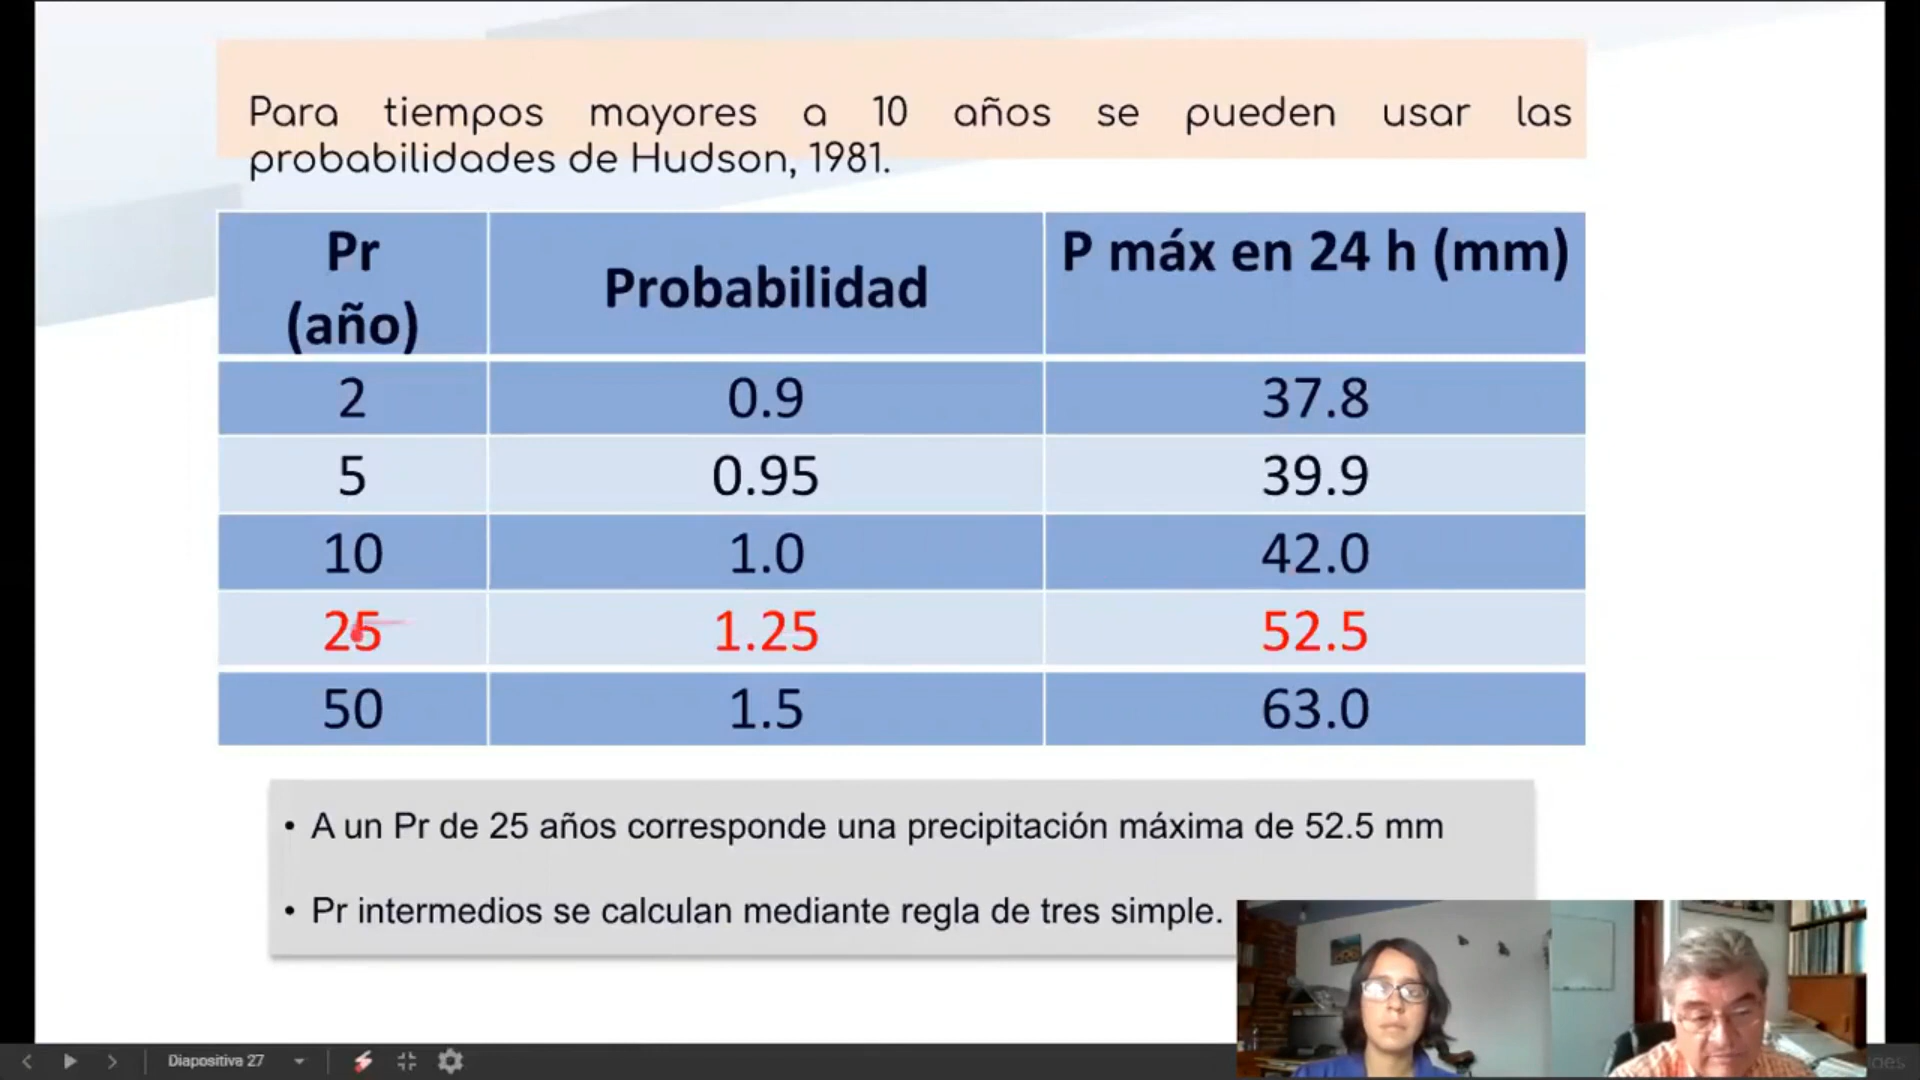 Para tiempos mayores a 10 años se pueden usar las
probabilidades de Hudson, 1981.
Pr (año) Probabilidad P máx en 24 h (mm)
2 0.9 37.8
5 0.95 39.9
10 1.0 42.0
25 1.25 52.5
50 1.5 63.0
• A un Pr de 25 años corresponde una precipitación máxima de 52.5 mm
• Pr intermedios se calculan mediante regla de tres simple.
Diapositiva 27